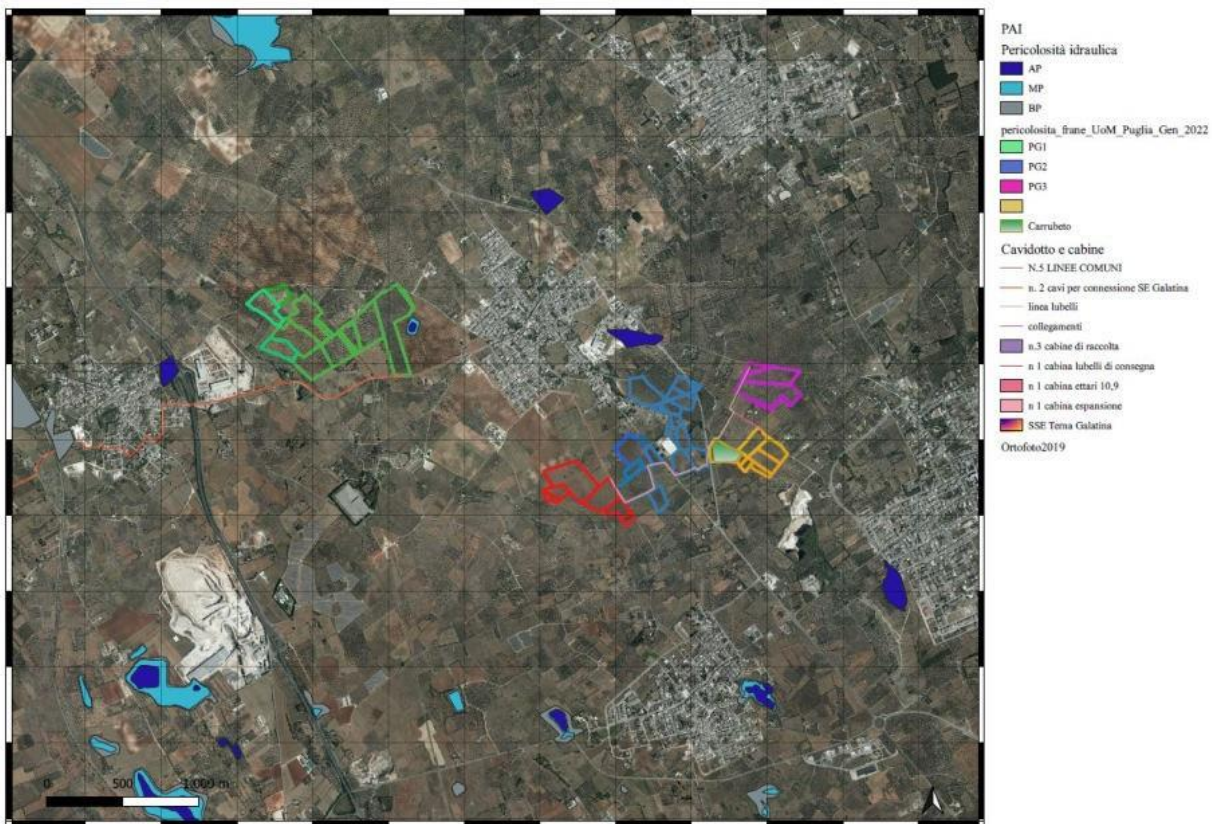 PAI
Pericolosità idraulica
AP
MP
BP
pericolosita_frane_UoM_Puglia_Gen_2022
PG1
PG2
PG3
Carrubeto
Cavidotto e cabine
N.5 LINEE COMUNI
n. 2 cavi per connessione SE Galatina
linea lubelli
collegamenti
n.3 cabine di raccolta
n 1 cabina lubelli di consegna
n 1 cabina ettari 10,9
n 1 cabina espansione
SSE Terna Galatina
Ortofoto2019
0 500 1.000 m